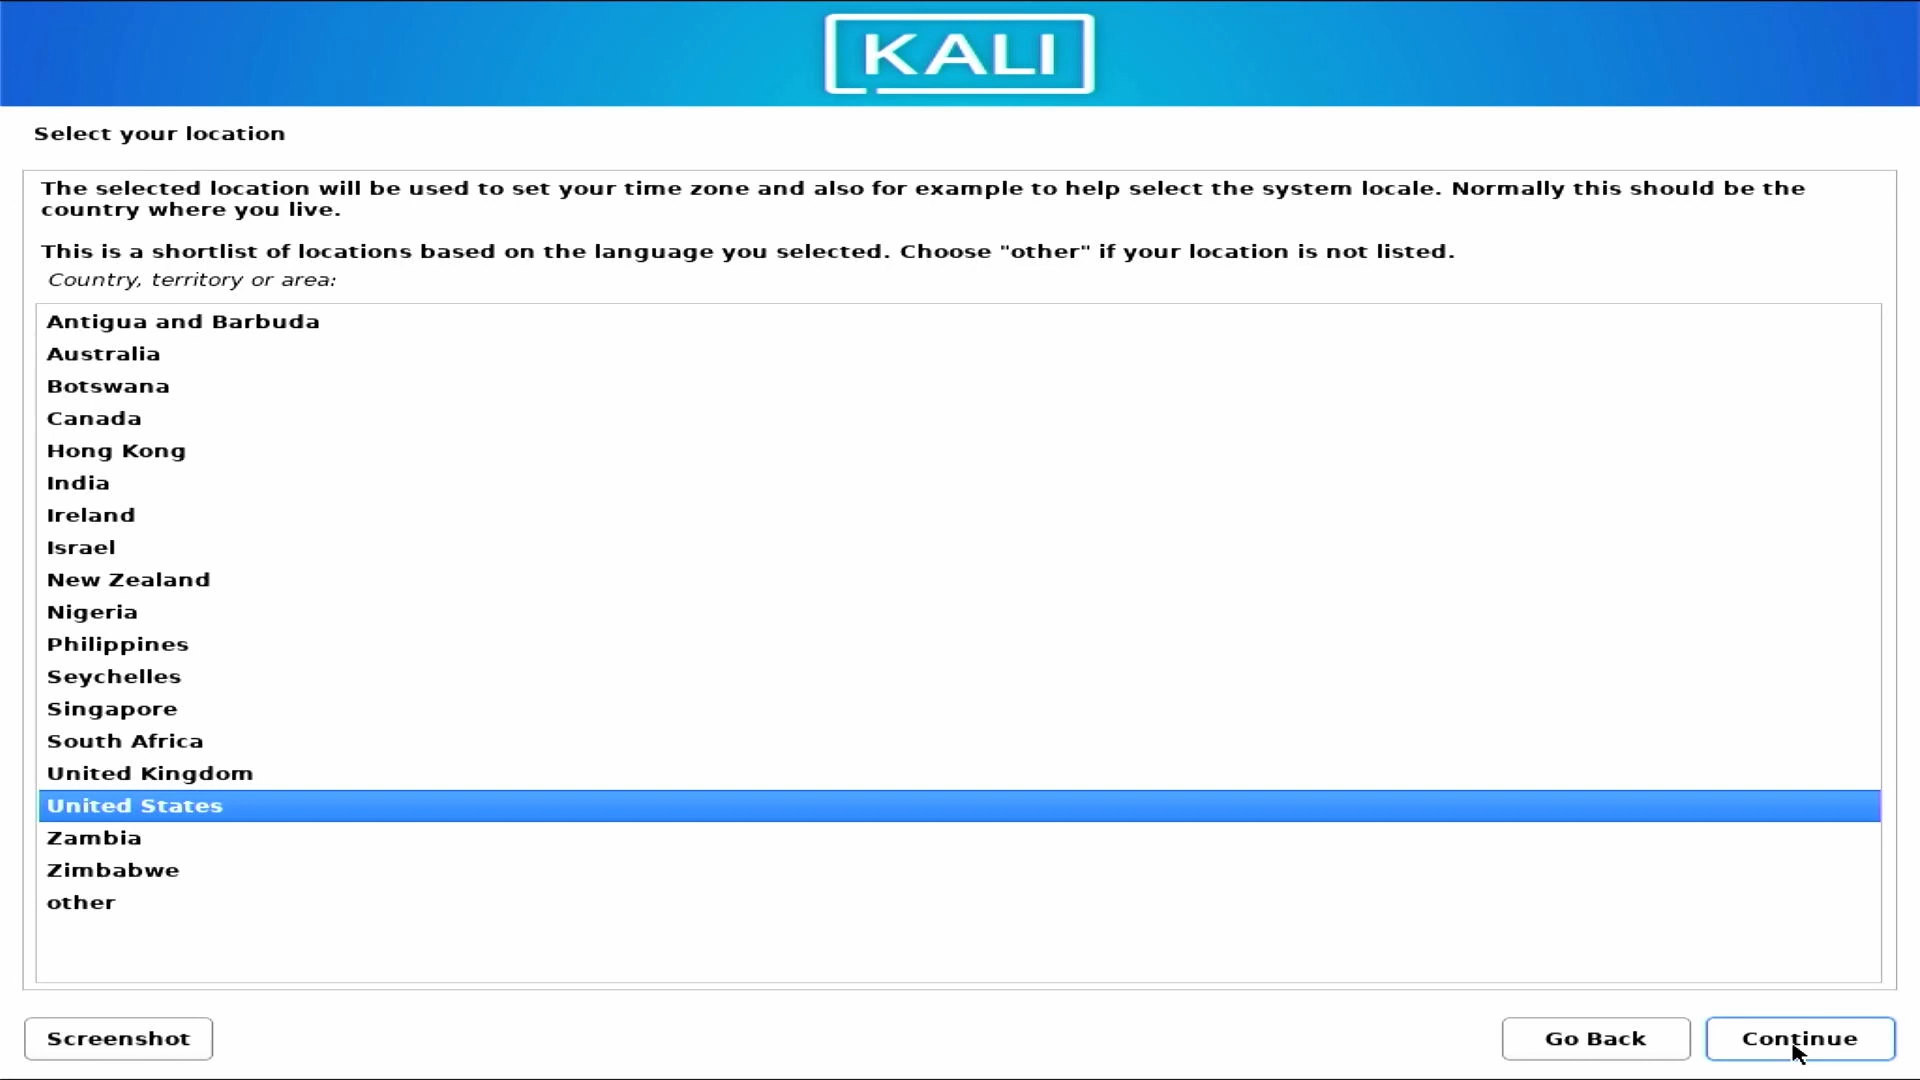 KALI
Select your location
The selected location will be used to set your time zone and also for example to help select the system locale. Normally this should be the
country where you live.
This is a shortlist of locations based on the language you selected. Choose "other" if your location is not listed.
Country, territory or area:
Antigua and Barbuda
Australia
Botswana
Canada
Hong Kong
India
Ireland
Israel
New Zealand
Nigeria
Philippines
Seychelles
Singapore
South Africa
United Kingdom
United States
Zambia
Zimbabwe
other
Screenshot
Go Back
Continue